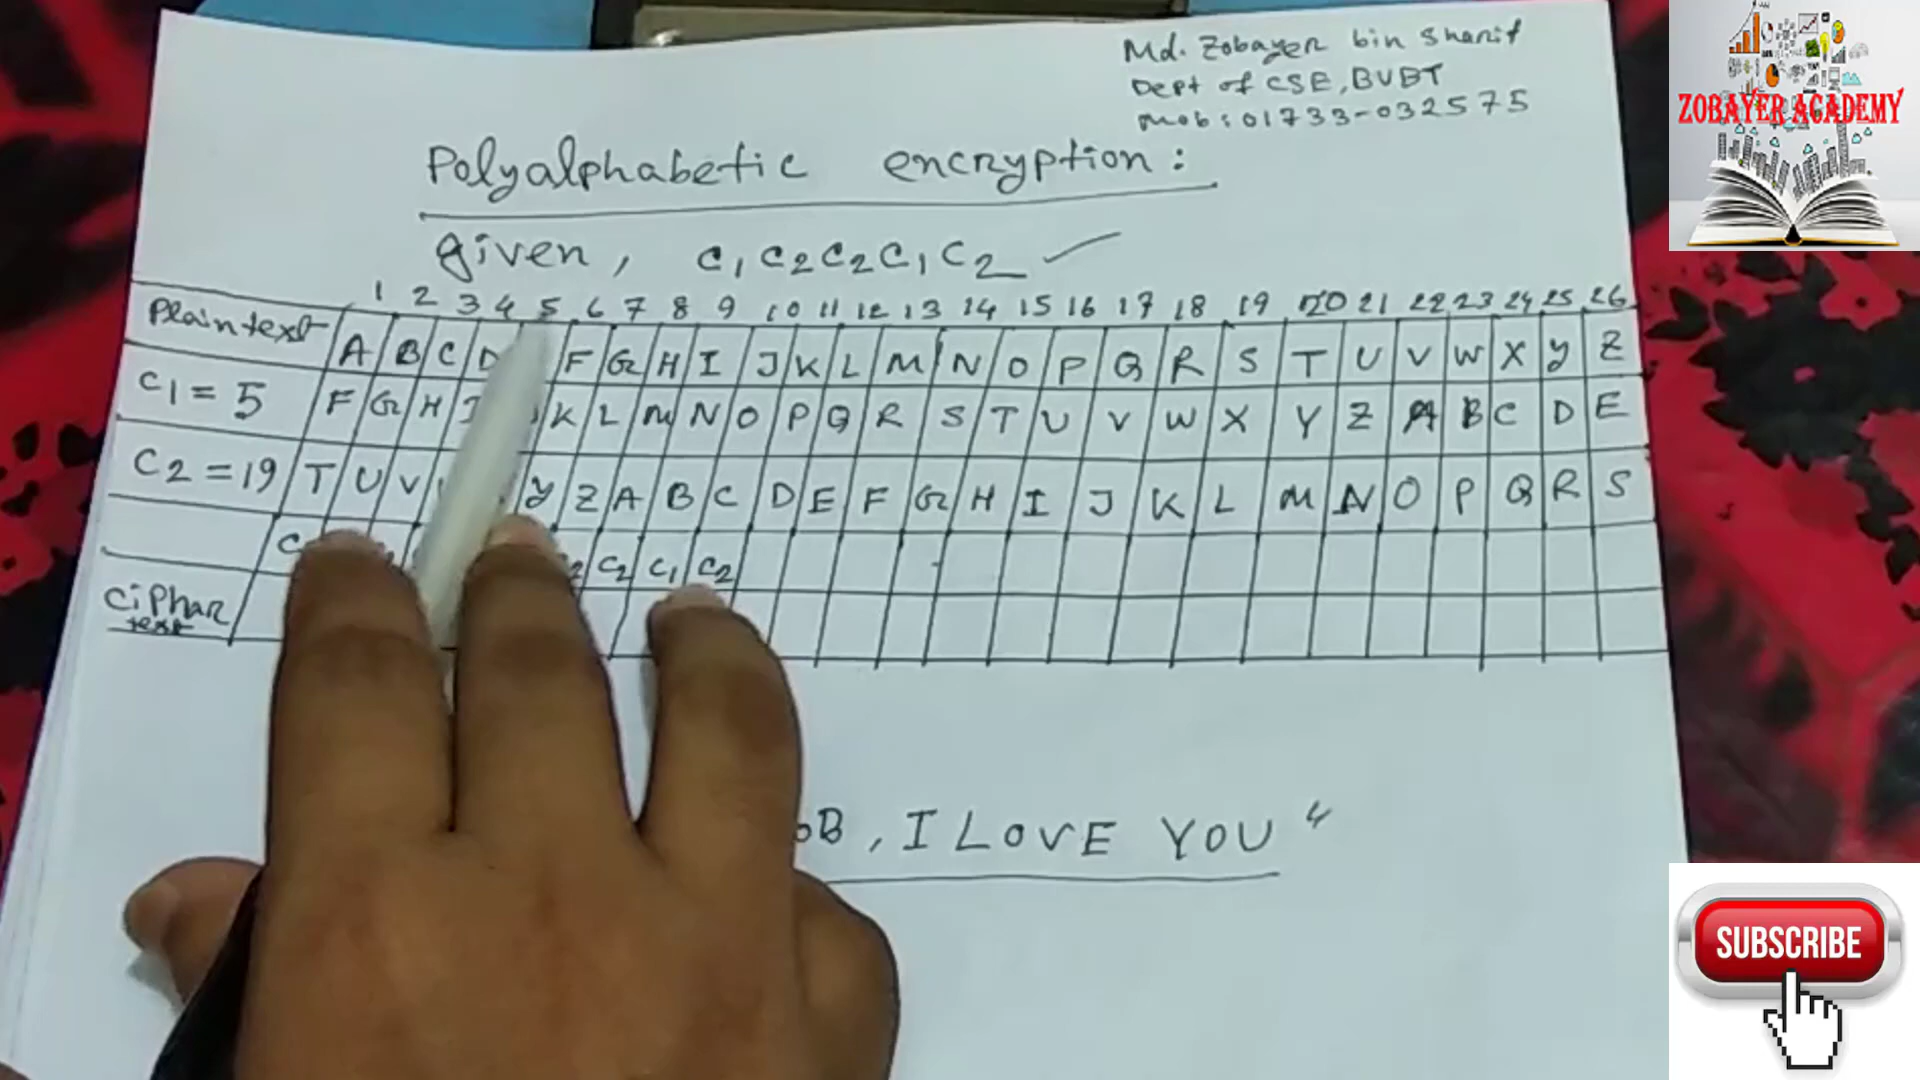 Md. Zobayer bin Sharif
Dept of CSE, BUBT
Mob: 01733-032575
ZOBAYER ACADEMY
Polyalphabetic encryption:
given, C1C2C2C1C2
1 2 3 4 5 6 7 8 9 10 11 12 13 14 15 16 17 18 19 20 21 22 23 24 25 26
Plaintext A B C D F G H I J K L M N O P Q R S T U V W X Y Z
C1 = 5 F G H I K L M N O P Q R S T U V W X Y Z A B C D E
C2 = 19 T U V Y Z A B C D E F G H I J K L M N O P Q R S
C2 C1 C2
Ciphar
text
OB, I LOVE YOU "
SUBSCRIBE